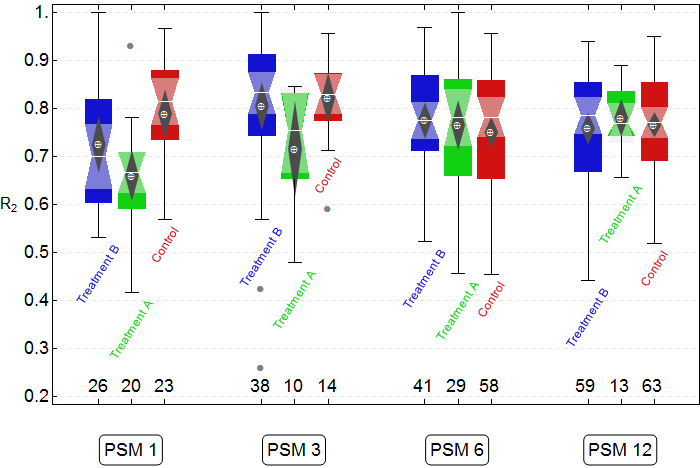 1.
0.9
0.8
0.7
R2
0.6
0.5
0.4
0.3
0.2
Treatment B
Treatment A
Control
Treatment B
Treatment A
Control
Treatment B
Treatment A
Control
Treatment B
Treatment A
Control
26 20 23 38 10 14 41 29 58 59 13 63
PSM 1 PSM 3 PSM 6 PSM 12